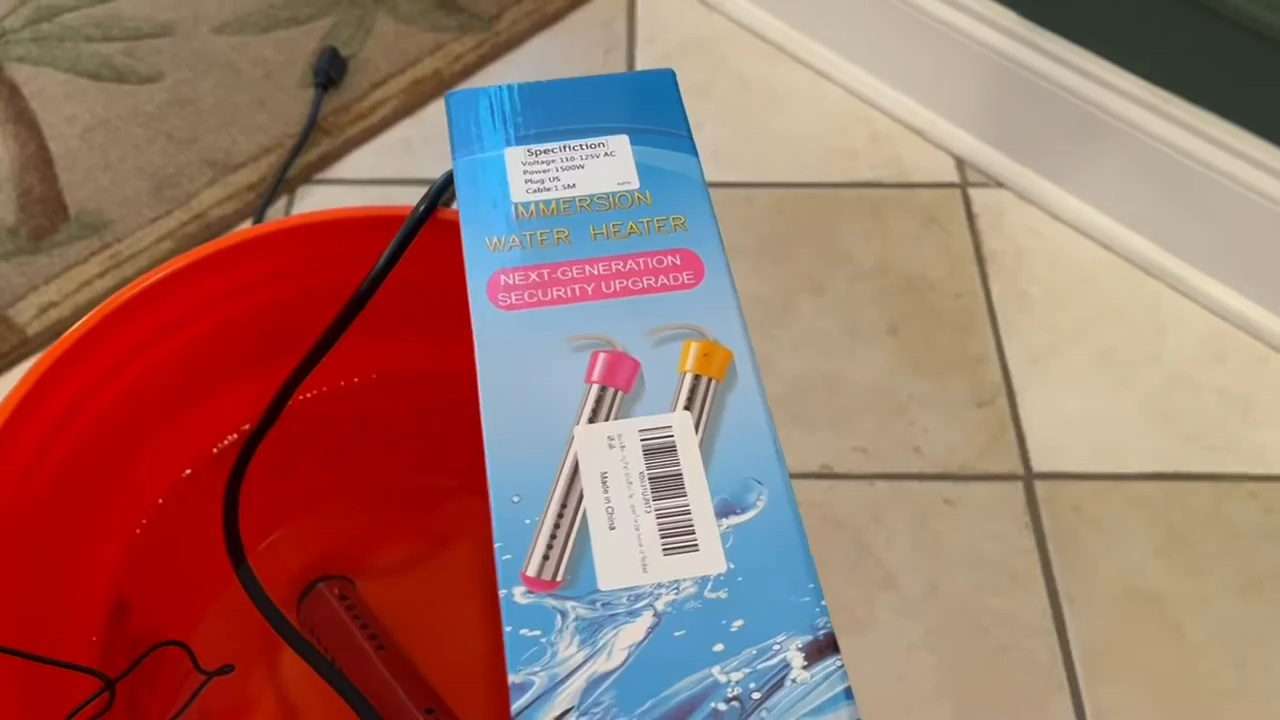 Specifiction
Voltage:110-125V AC
Power:1500W
Plug:US
Cable:1.5M
IMMERSION
WATER HEATER
NEXT-GENERATION
SECURITY UPGRADE
Made in China